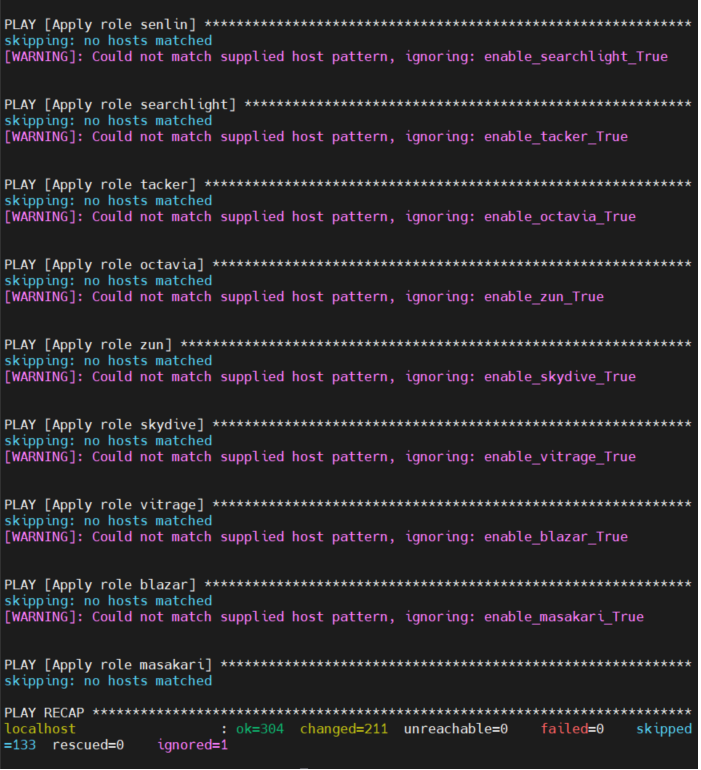 PLAY [Apply role senlin] *************************************************************
skipping: no hosts matched
[WARNING]: Could not match supplied host pattern, ignoring: enable_searchlight_True
PLAY [Apply role searchlight] ********************************************************
skipping: no hosts matched
[WARNING]: Could not match supplied host pattern, ignoring: enable_tacker_True
PLAY [Apply role tacker] *************************************************************
skipping: no hosts matched
[WARNING]: Could not match supplied host pattern, ignoring: enable_octavia_True
PLAY [Apply role octavia] ************************************************************
skipping: no hosts matched
[WARNING]: Could not match supplied host pattern, ignoring: enable_zun_True
PLAY [Apply role zun] ****************************************************************
skipping: no hosts matched
[WARNING]: Could not match supplied host pattern, ignoring: enable_skydive_True
PLAY [Apply role skydive] ************************************************************
skipping: no hosts matched
[WARNING]: Could not match supplied host pattern, ignoring: enable_vitrage_True
PLAY [Apply role vitrage] ************************************************************
skipping: no hosts matched
[WARNING]: Could not match supplied host pattern, ignoring: enable_blazar_True
PLAY [Apply role blazar] *************************************************************
skipping: no hosts matched
[WARNING]: Could not match supplied host pattern, ignoring: enable_masakari_True
PLAY [Apply role masakari] ***********************************************************
skipping: no hosts matched
PLAY RECAP ***************************************************************************
localhost                  : ok=304  changed=211  unreachable=0    failed=0    skipped
=133  rescued=0    ignored=1